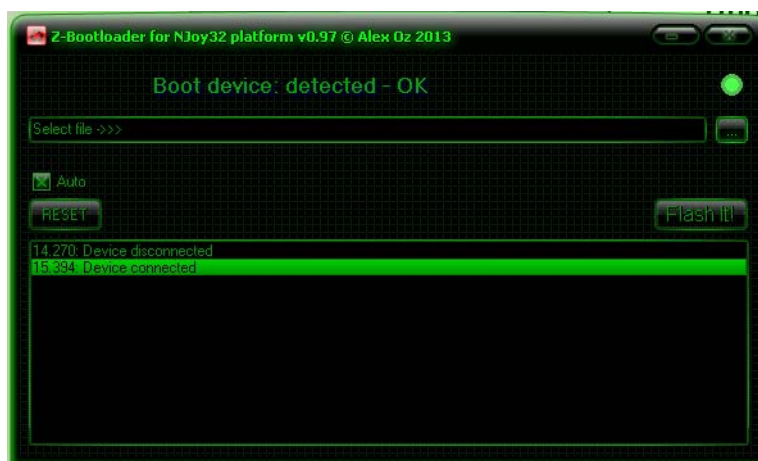 Z-Bootloader for NJoy32 platform v0.97 © Alex Oz 2013
Boot device: detected - OK
Select file ->>>
...
Auto
RESET
Flash It!
14.270: Device disconnected
15.394: Device connected